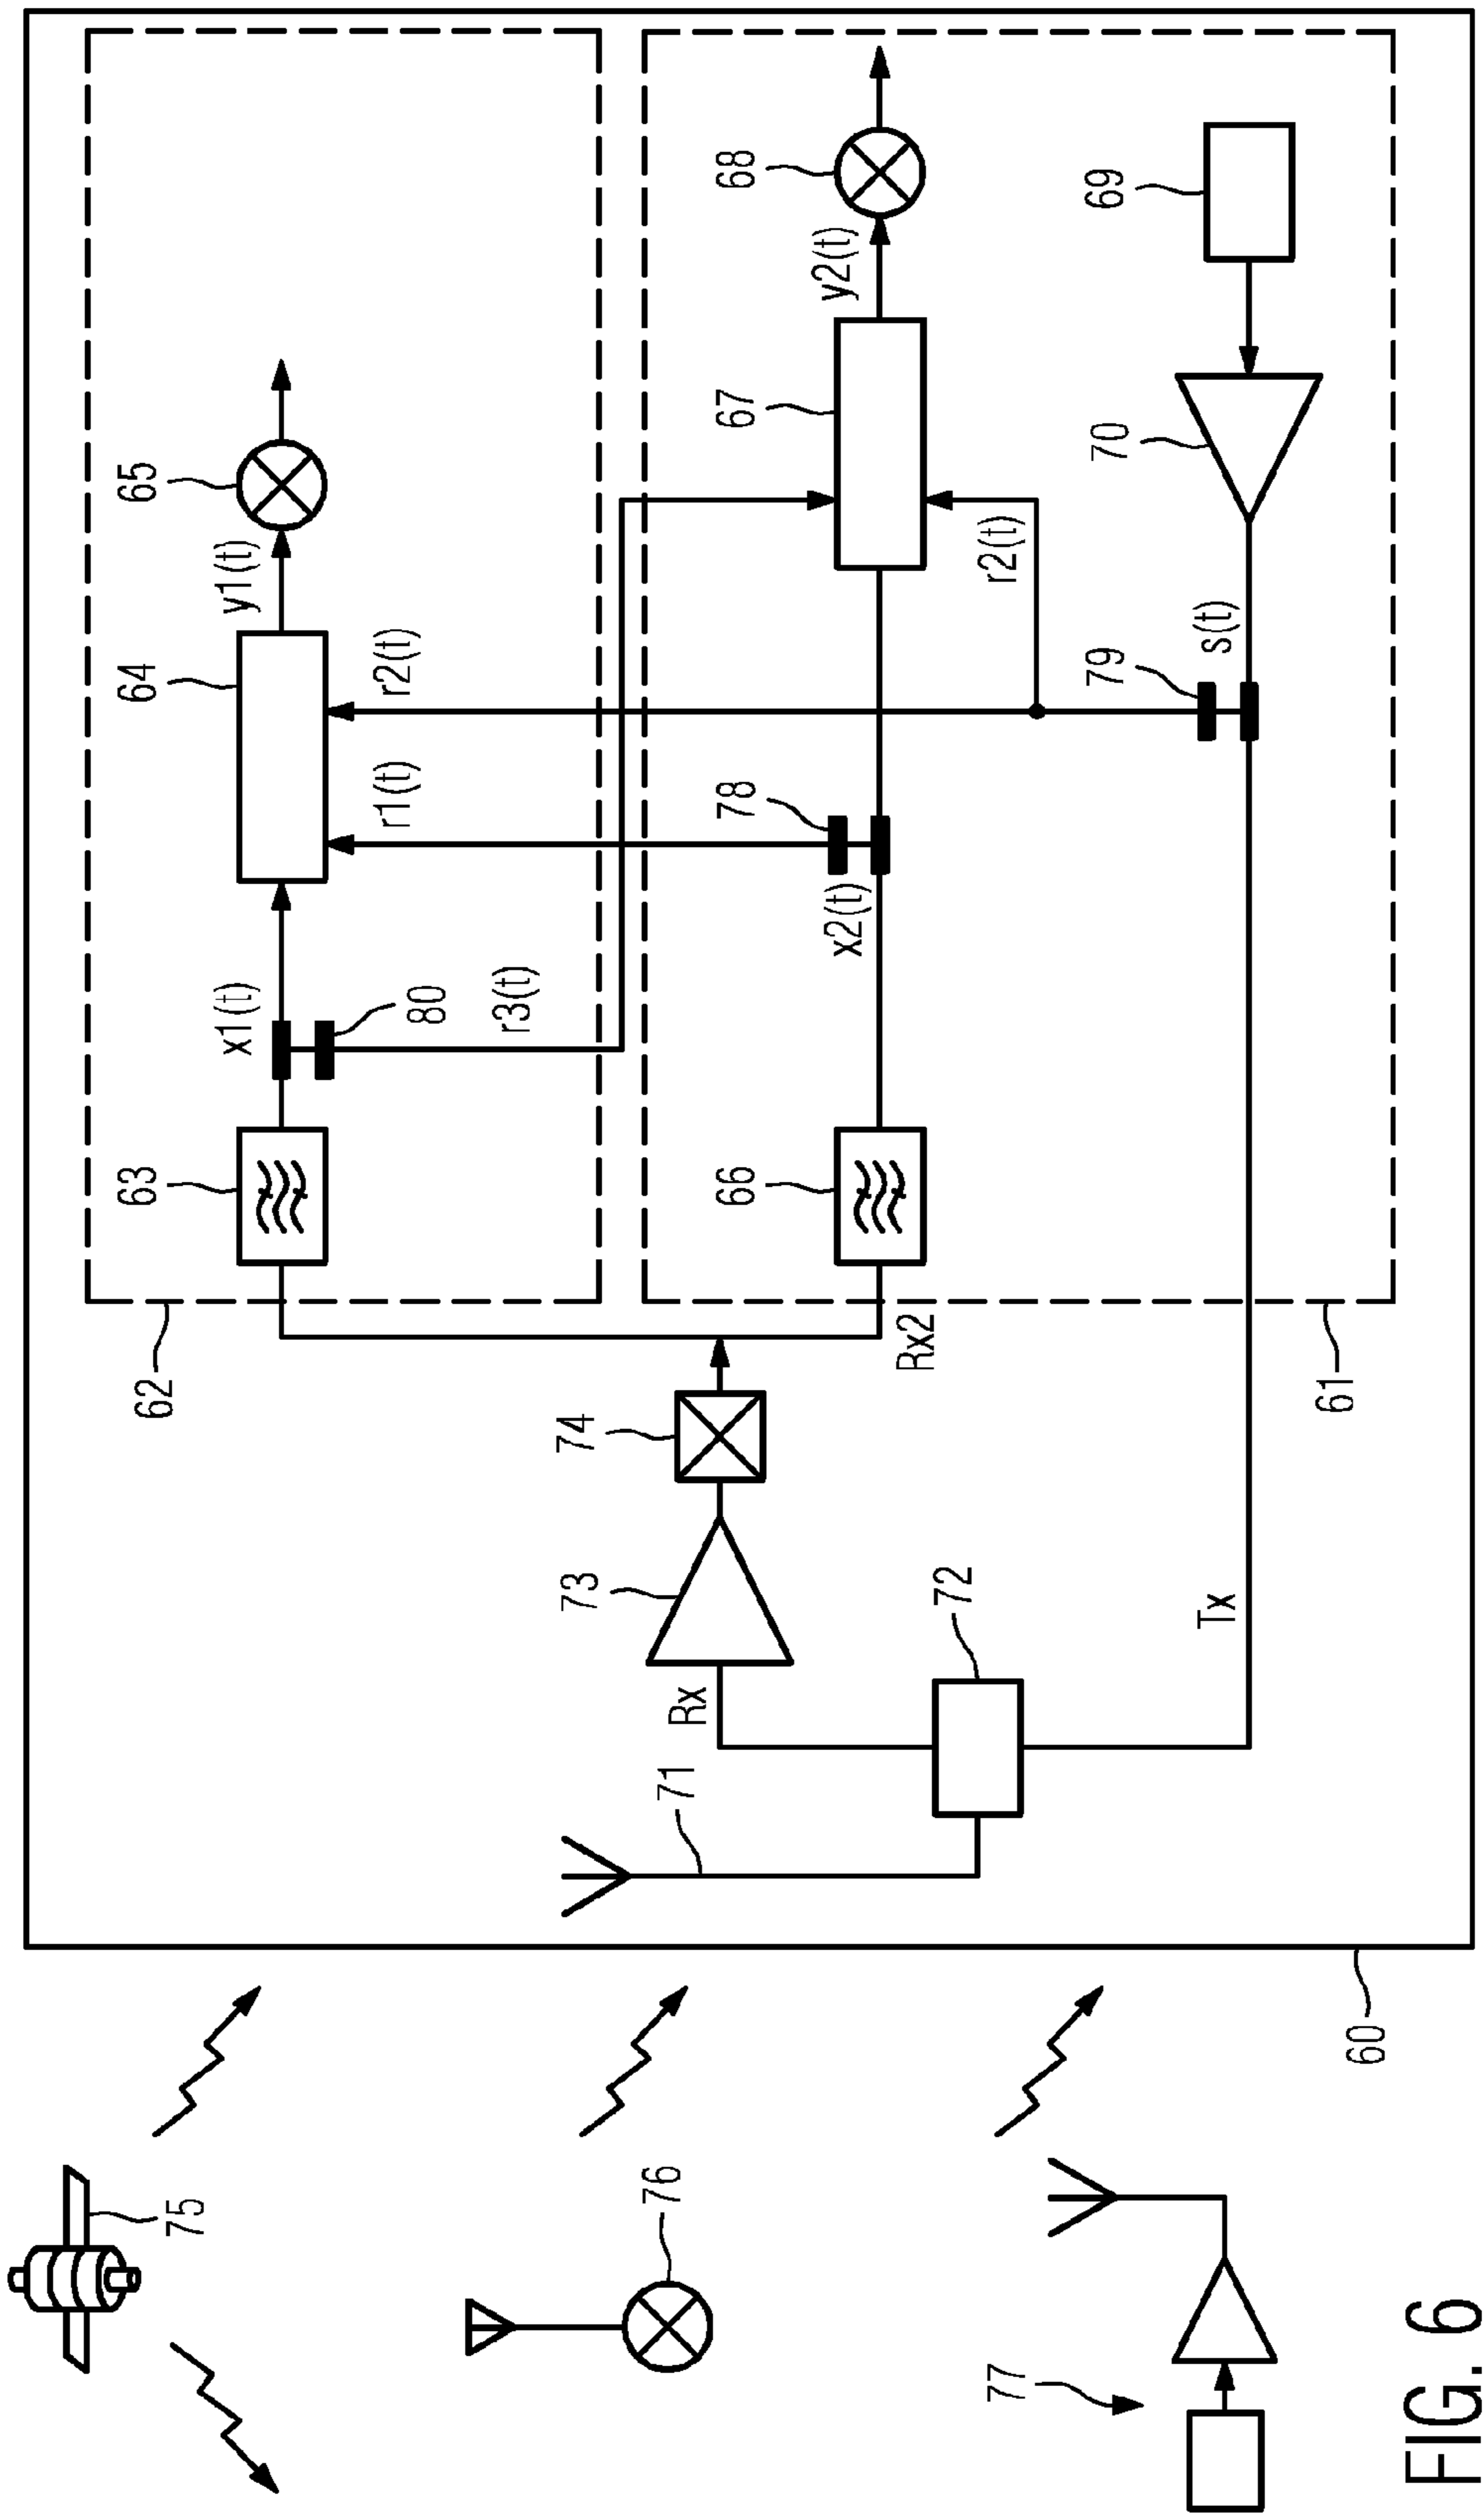 75
76
77
60
71
72
Rx
Tx
73
74
Rx2
62
61
63
66
x1(t)
80
r3(t)
78
x2(t)
r1(t)
r2(t)
79
s(t)
64
y1(t)
r2(t)
65
67
y2(t)
70
68
69
FIG. 6